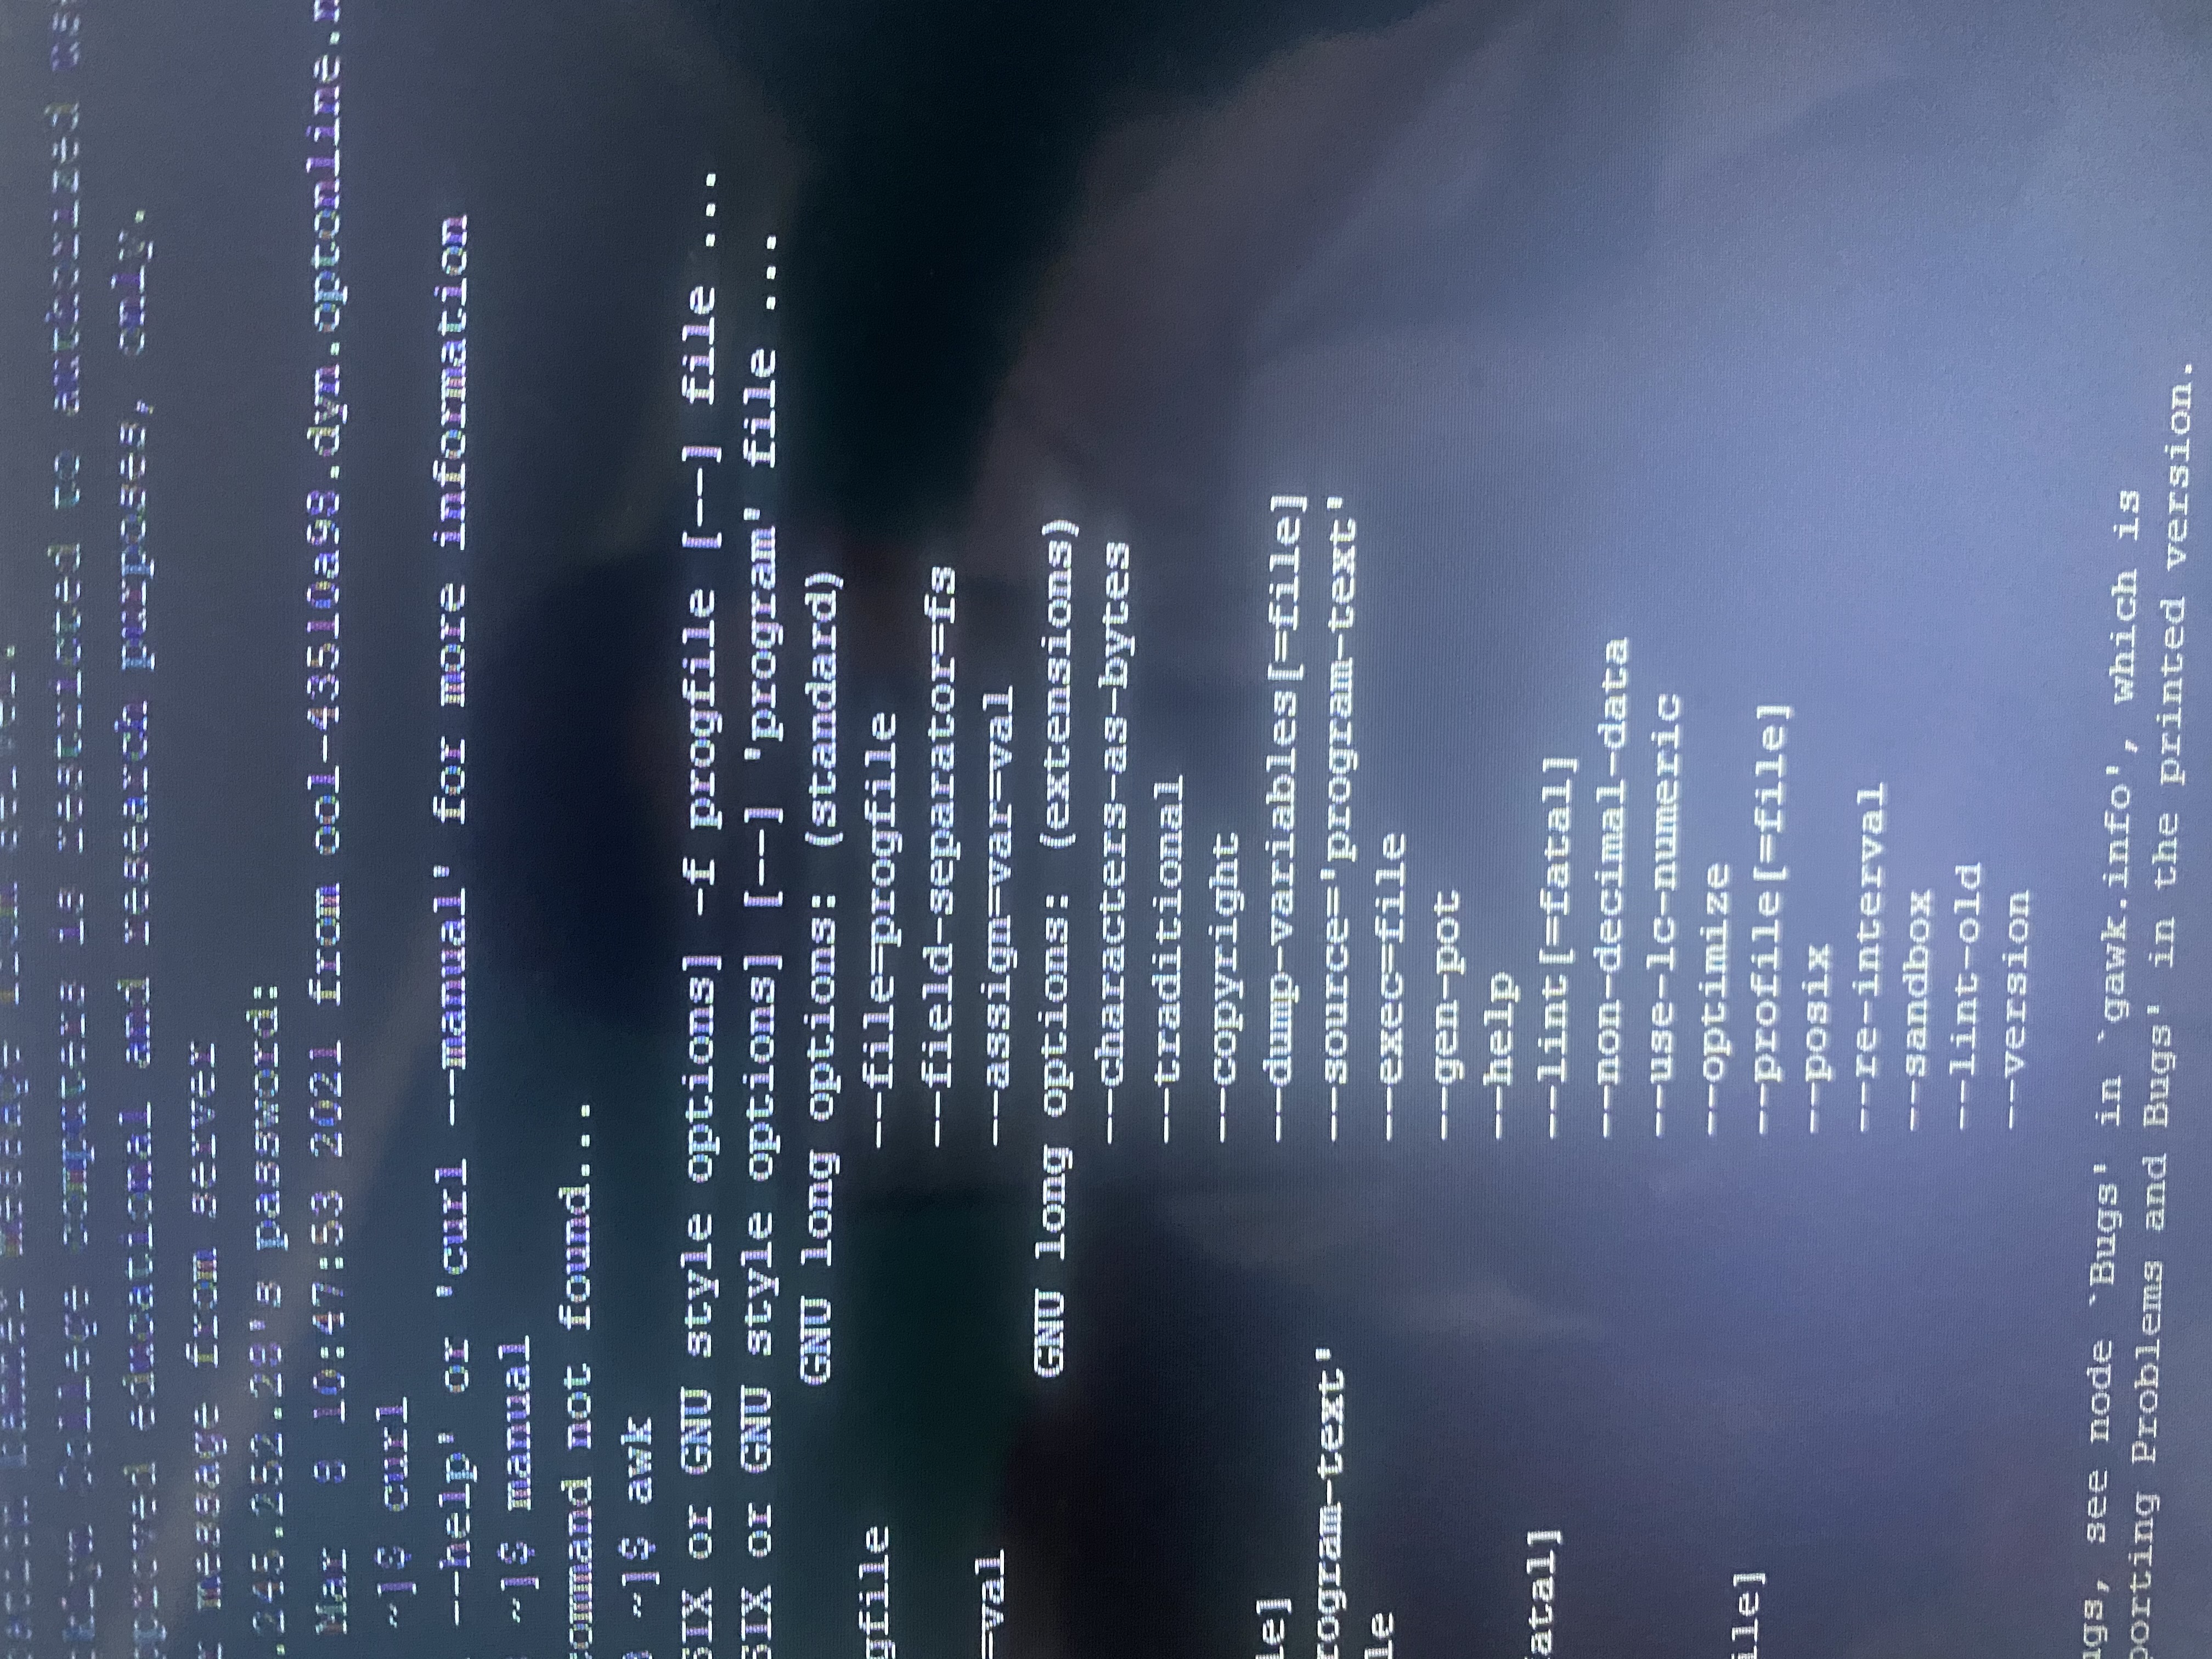 message from server.
College computers is restricted to authorized
educational and research purposes, only.
message from server
.245.252.28's password:
Mar  8 10:47:53 2021 from ool-43510a98.dyn.optonline.n
~]$ curl
--help' or 'curl --manual' for more information
~]$ manual
command not found...
~]$ awk
SIX or GNU style options] -f progfile [--] file ...
SIX or GNU style options] [--] 'program' file ...
GNU long options: (standard)
gfile --file=progfile
--field-separator=fs
=val --assign=var=val
GNU long options: (extensions)
--characters-as-bytes
--traditional
--copyright
le] --dump-variables[=file]
rogram-text' --source='program-text'
le --exec=file
--gen-pot
--help
fatal] --lint[=fatal]
--non-decimal-data
--use-lc-numeric
--optimize
ile] --profile[=file]
--posix
--re-interval
--sandbox
--lint-old
--version
ugs, see node `Bugs' in `gawk.info', which is
porting Problems and Bugs' in the printed version.